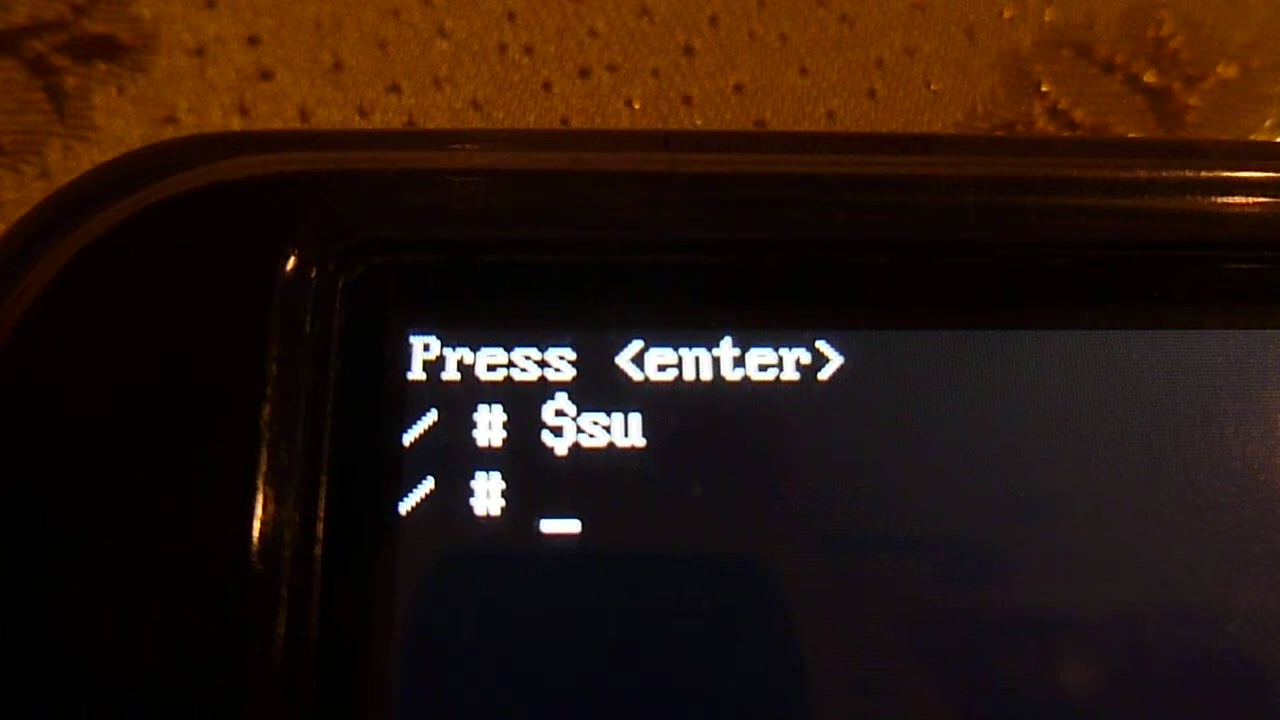 Press <enter>
/ # $su
/ # _